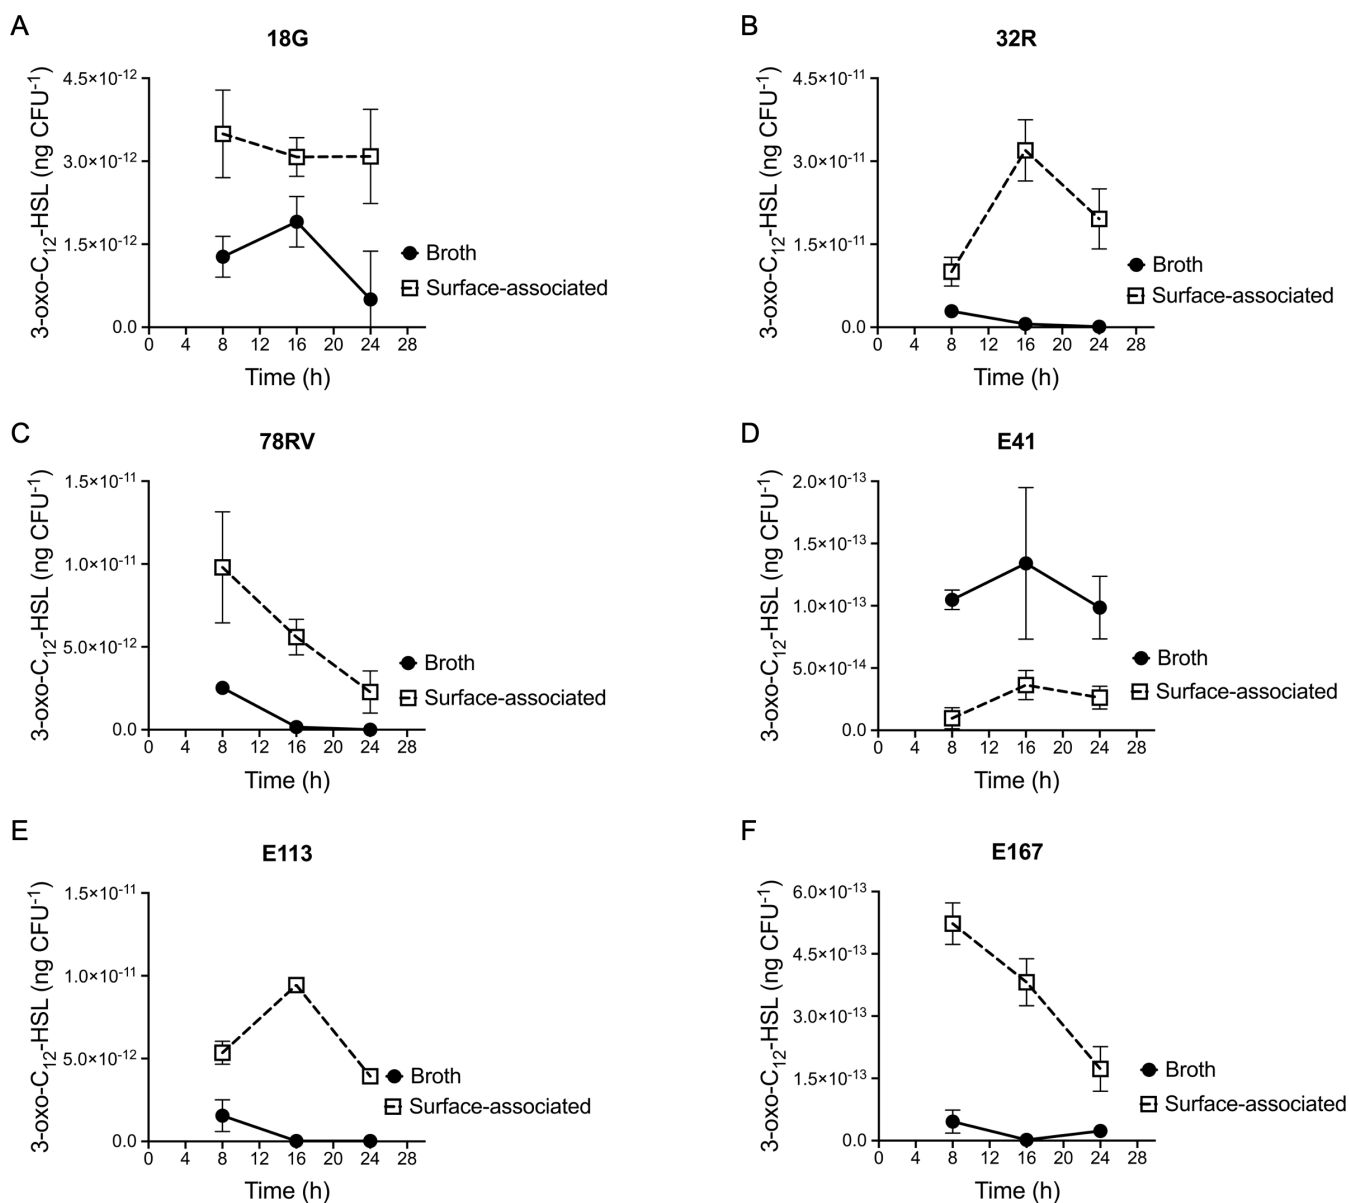 A
18G
3-oxo-C12-HSL (ng CFU-1)
4.5×10-12
3.0×10-12
1.5×10-12
0.0
0 4 8 12 16 20 24 28
Time (h)
Broth
Surface-associated
B
32R
3-oxo-C12-HSL (ng CFU-1)
4.5×10-11
3.0×10-11
1.5×10-11
0.0
0 4 8 12 16 20 24 28
Time (h)
Broth
Surface-associated
C
78RV
3-oxo-C12-HSL (ng CFU-1)
1.5×10-11
1.0×10-11
5.0×10-12
0.0
0 4 8 12 16 20 24 28
Time (h)
Broth
Surface-associated
D
E41
3-oxo-C12-HSL (ng CFU-1)
2.0×10-13
1.5×10-13
1.0×10-13
5.0×10-14
0.0
0 4 8 12 16 20 24 28
Time (h)
Broth
Surface-associated
E
E113
3-oxo-C12-HSL (ng CFU-1)
1.5×10-11
1.0×10-11
5.0×10-12
0.0
0 4 8 12 16 20 24 28
Time (h)
Broth
Surface-associated
F
E167
3-oxo-C12-HSL (ng CFU-1)
6.0×10-13
4.5×10-13
3.0×10-13
1.5×10-13
0.0
0 4 8 12 16 20 24 28
Time (h)
Broth
Surface-associated